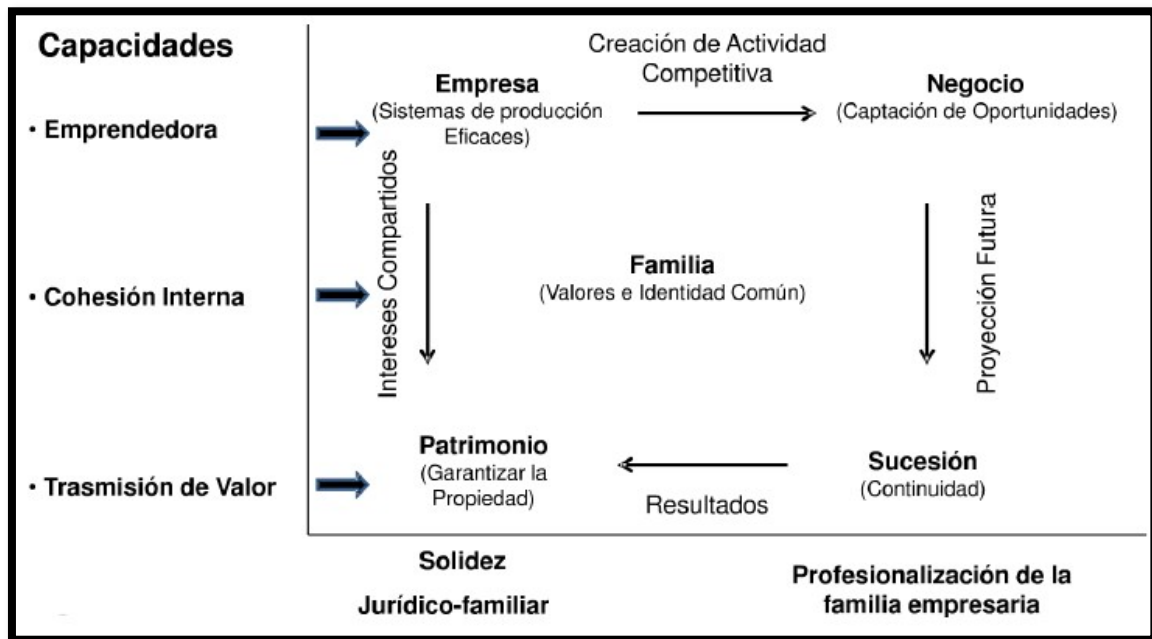 Capacidades
Creación de Actividad
Competitiva
Empresa
(Sistemas de producción
Eficaces)
Negocio
(Captación de Oportunidades)
• Emprendedora
Intereses Compartidos
Familia
(Valores e Identidad Común)
Proyección Futura
• Cohesión Interna
Patrimonio
(Garantizar la
Propiedad)
Sucesión
(Continuidad)
• Trasmisión de Valor
Resultados
Solidez
Jurídico-familiar
Profesionalización de la
familia empresaria